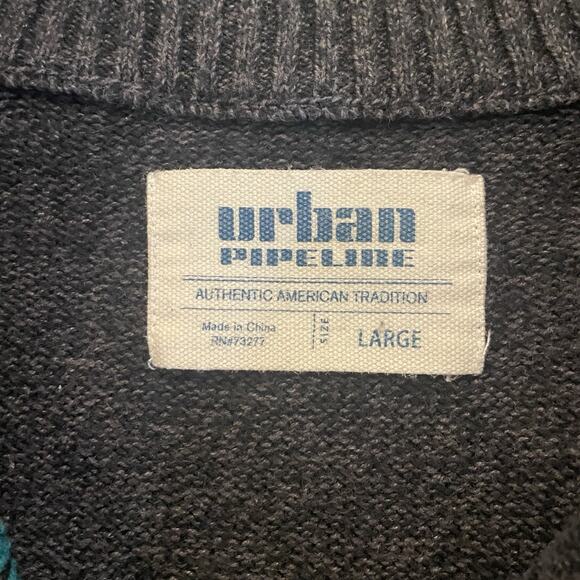 urban
PIPELINE
AUTHENTIC AMERICAN TRADITION
Made in China
RN#73277
SIZE
LARGE